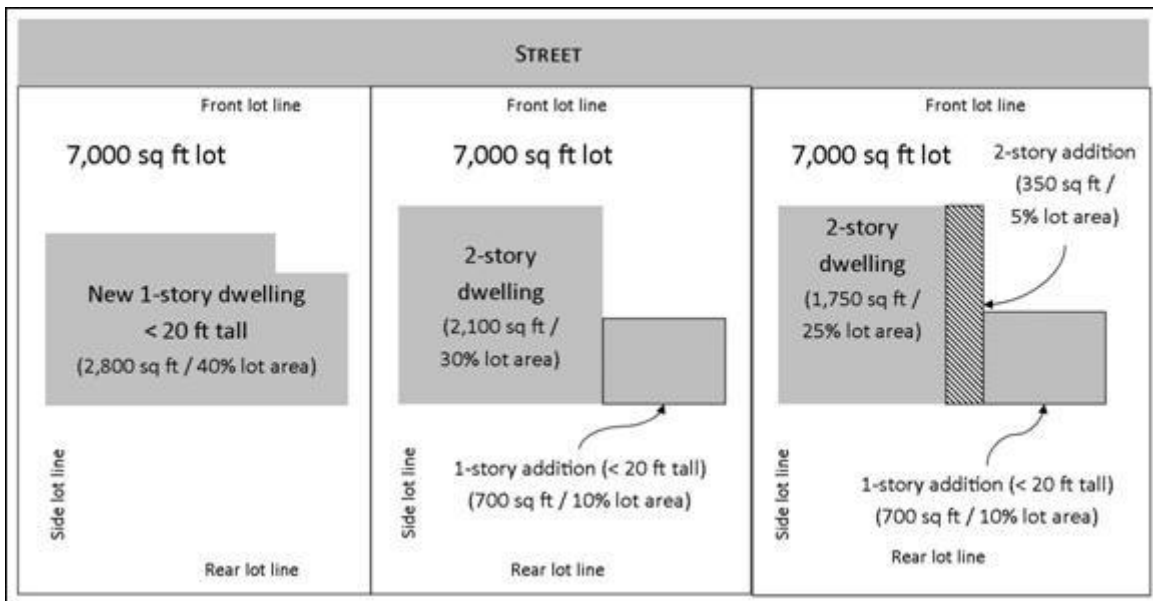 STREET
Front lot line
7,000 sq ft lot
New 1-story dwelling
< 20 ft tall
(2,800 sq ft / 40% lot area)
Side lot line
Rear lot line
Front lot line
7,000 sq ft lot
2-story
dwelling
(2,100 sq ft /
30% lot area)
1-story addition (< 20 ft tall)
(700 sq ft / 10% lot area)
Side lot line
Rear lot line
Front lot line
7,000 sq ft lot
2-story addition
(350 sq ft /
5% lot area)
2-story
dwelling
(1,750 sq ft /
25% lot area)
1-story addition (< 20 ft tall)
(700 sq ft / 10% lot area)
Side lot line
Rear lot line